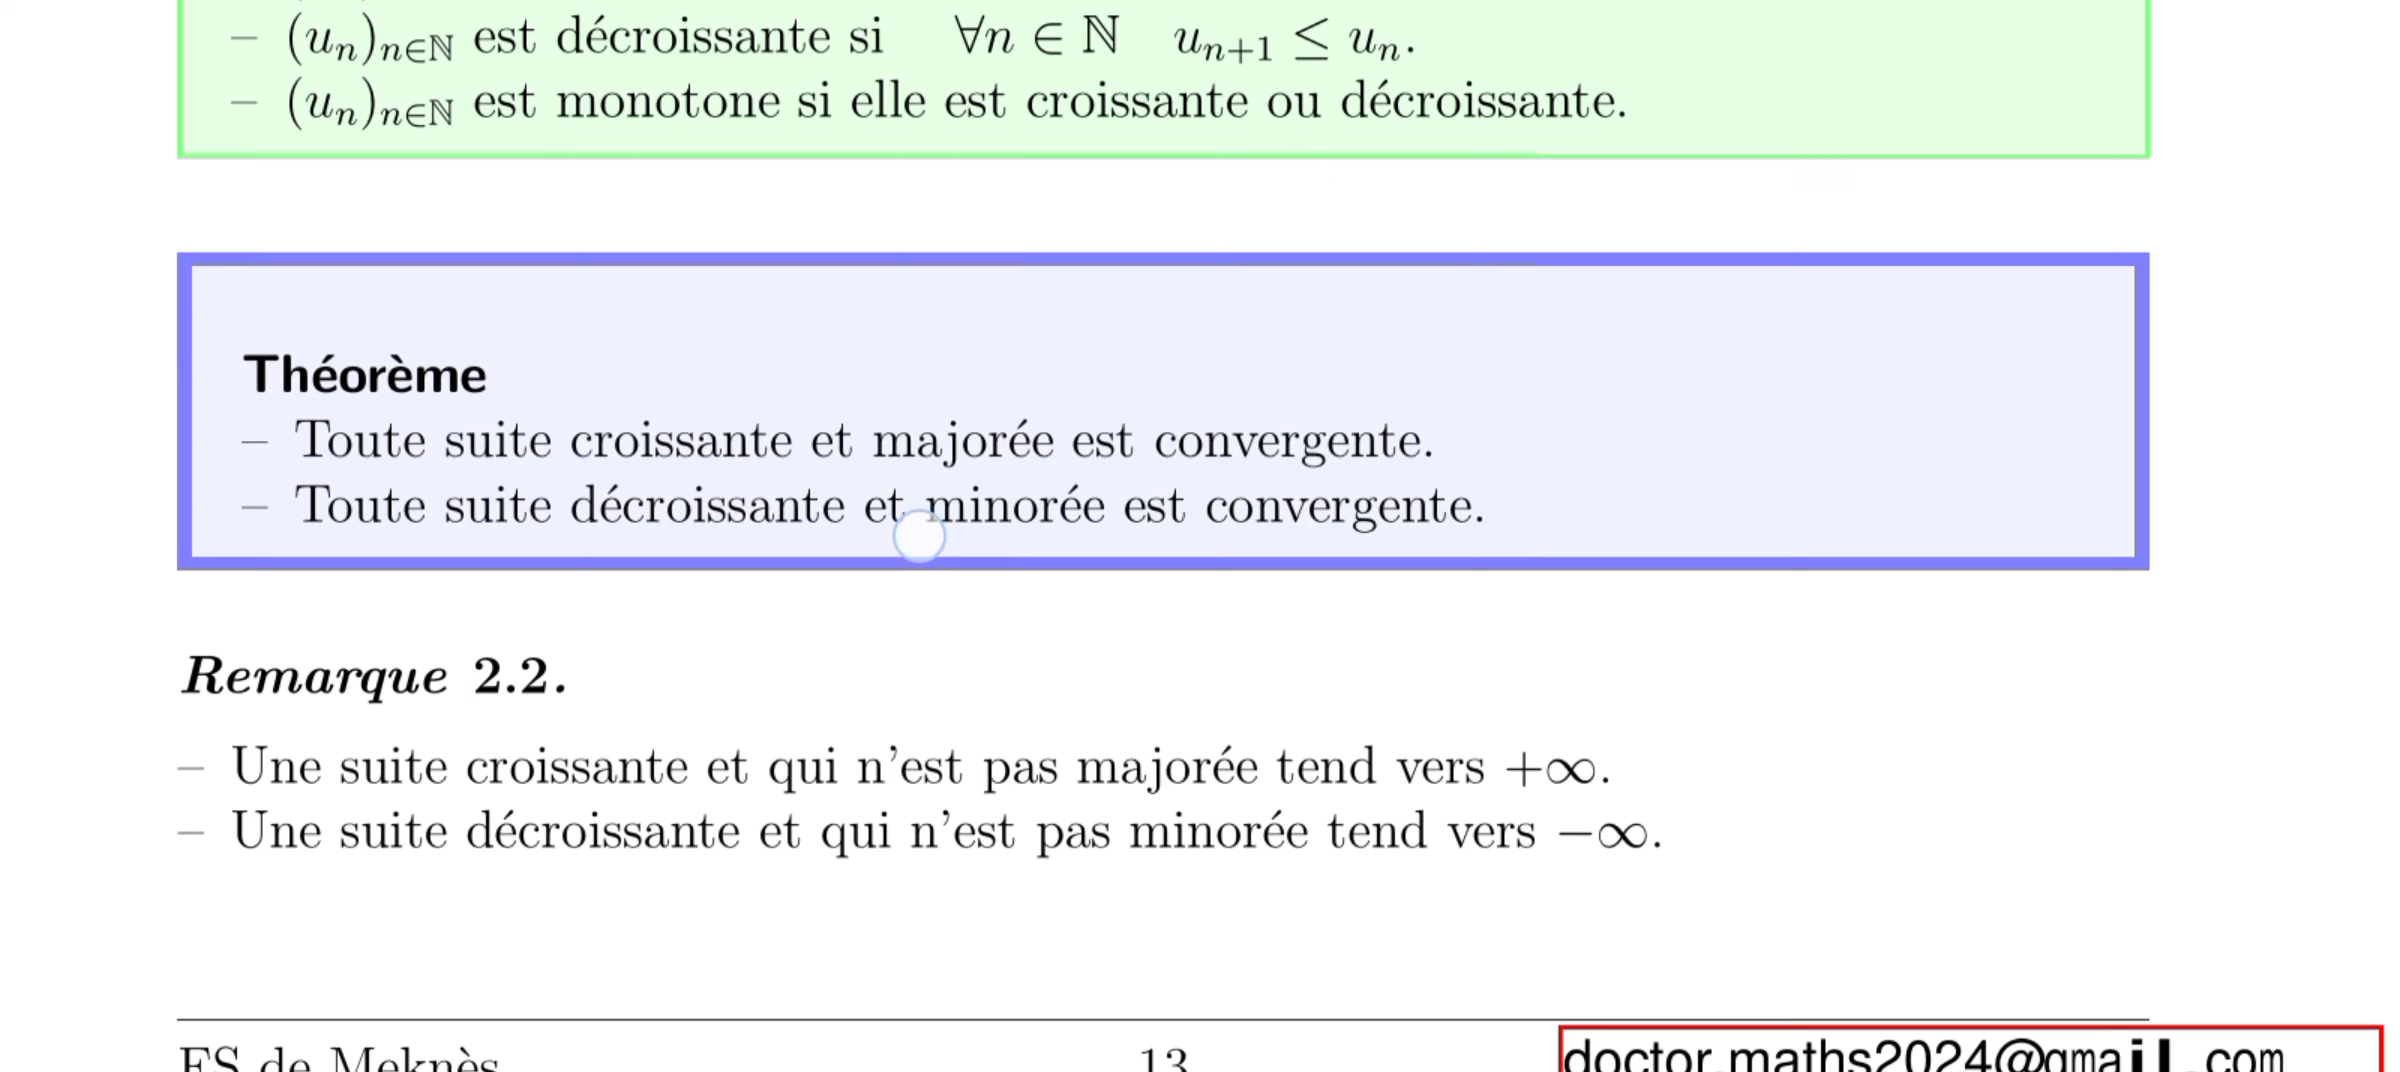 – (uₙ)ₙ∈ℕ est décroissante si ∀n ∈ ℕ uₙ₊₁ ≤ uₙ.
– (uₙ)ₙ∈ℕ est monotone si elle est croissante ou décroissante.
Théorème
– Toute suite croissante et majorée est convergente.
– Toute suite décroissante et minorée est convergente.
Remarque 2.2.
– Une suite croissante et qui n'est pas majorée tend vers +∞.
– Une suite décroissante et qui n'est pas minorée tend vers −∞.
FS de Meknès 13 doctor.maths2024@gmail.com